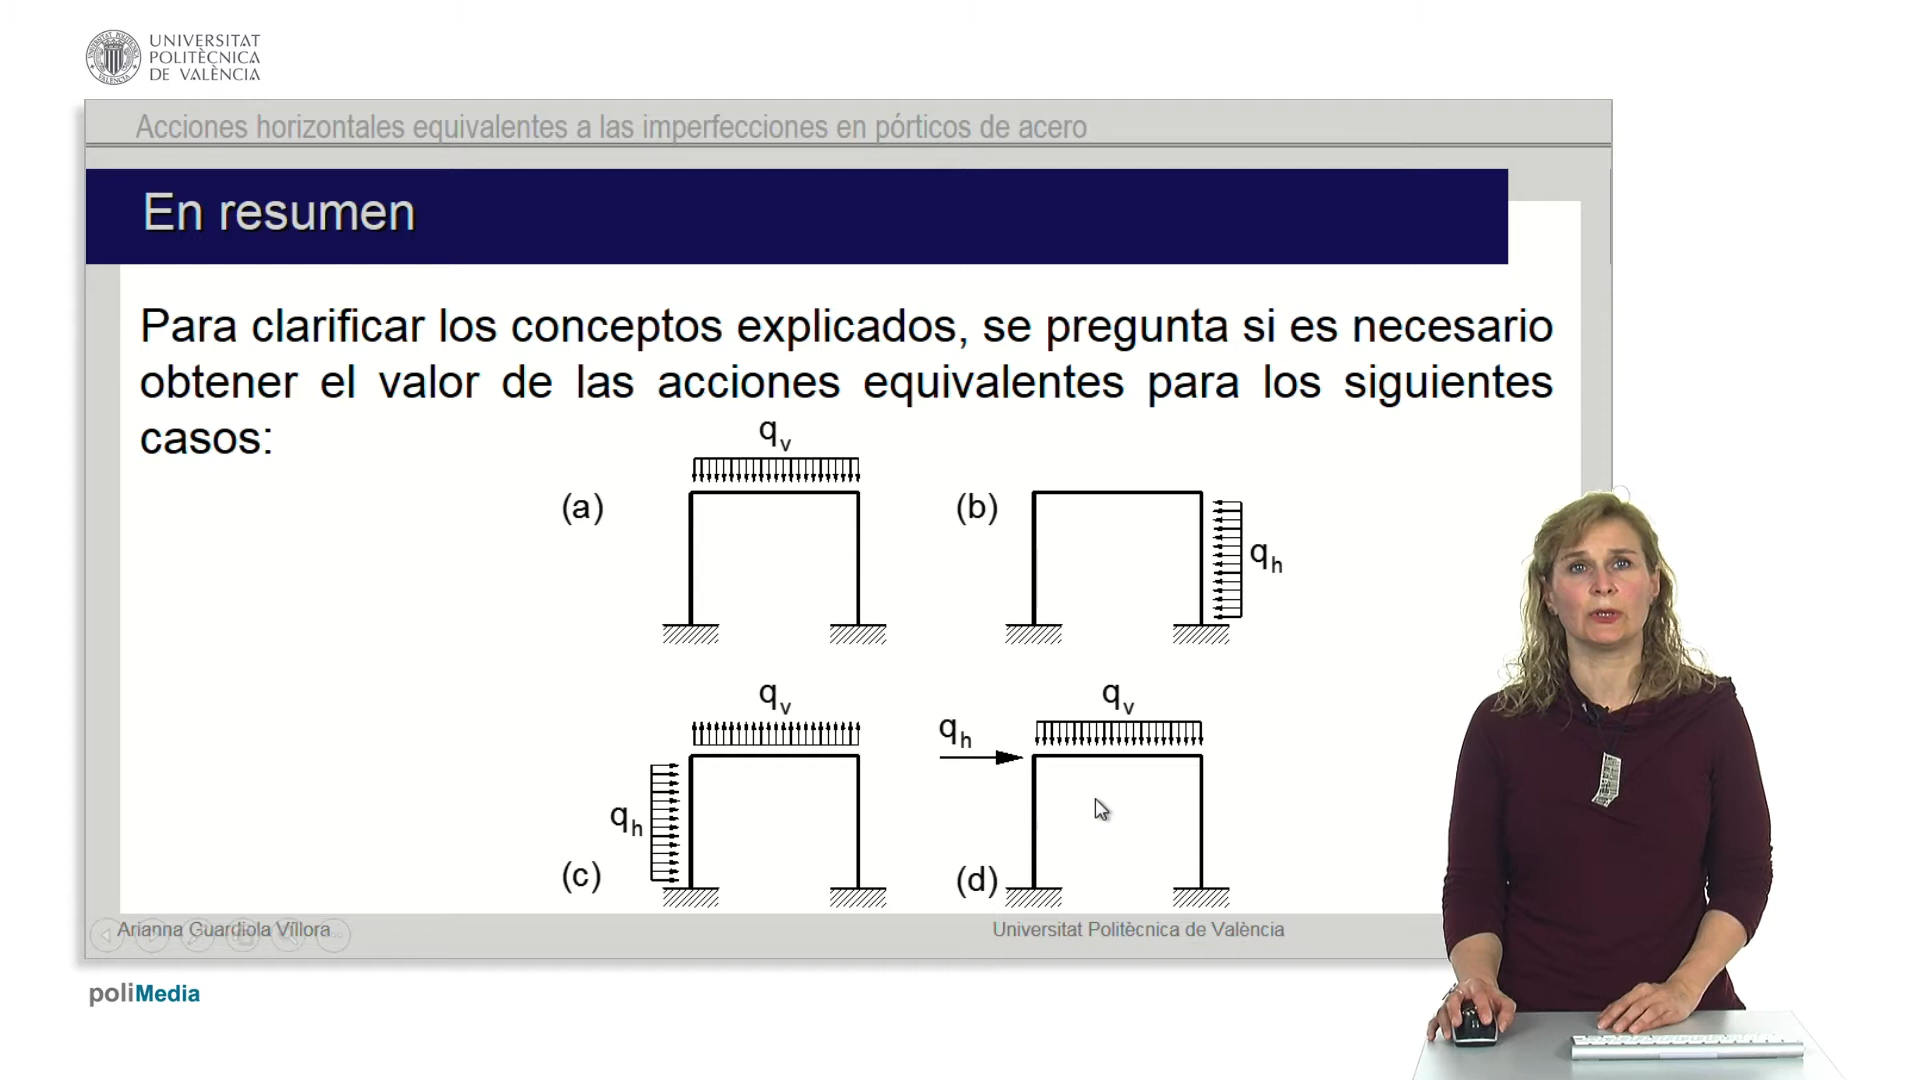 UNIVERSITAT
POLITÈCNICA
DE VALÈNCIA
Acciones horizontales equivalentes a las imperfecciones en pórticos de acero
En resumen
Para clarificar los conceptos explicados, se pregunta si es necesario
obtener el valor de las acciones equivalentes para los siguientes
casos:
qv
(a)
(b)
qh
qv
qv
qh
qh
(c)
(d)
Arianna Guardiola Víllora
Universitat Politècnica de València
poliMedia